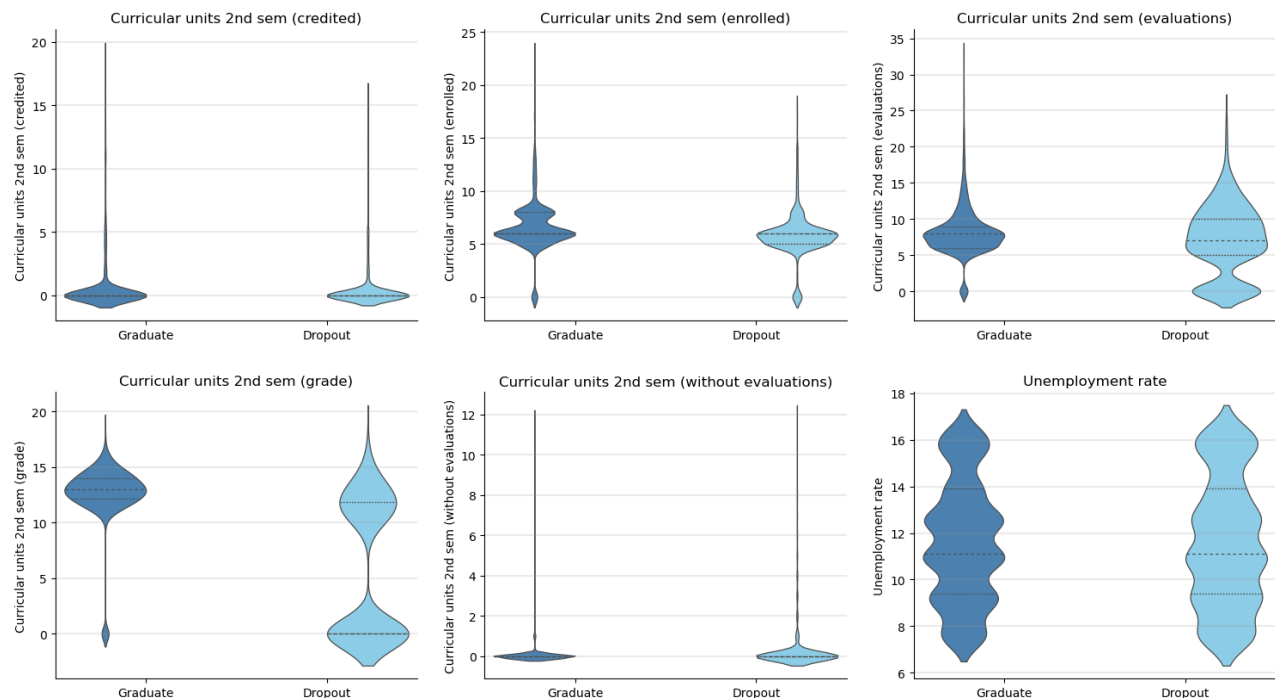 Curricular units 2nd sem (credited)
Curricular units 2nd sem (credited)
20
15
10
5
0
Graduate
Dropout
Curricular units 2nd sem (enrolled)
Curricular units 2nd sem (enrolled)
25
20
15
10
5
0
Graduate
Dropout
Curricular units 2nd sem (evaluations)
Curricular units 2nd sem (evaluations)
35
30
25
20
15
10
5
0
Graduate
Dropout
Curricular units 2nd sem (grade)
Curricular units 2nd sem (grade)
20
15
10
5
0
Graduate
Dropout
Curricular units 2nd sem (without evaluations)
Curricular units 2nd sem (without evaluations)
12
10
8
6
4
2
0
Graduate
Dropout
Unemployment rate
Unemployment rate
18
16
14
12
10
8
6
Graduate
Dropout